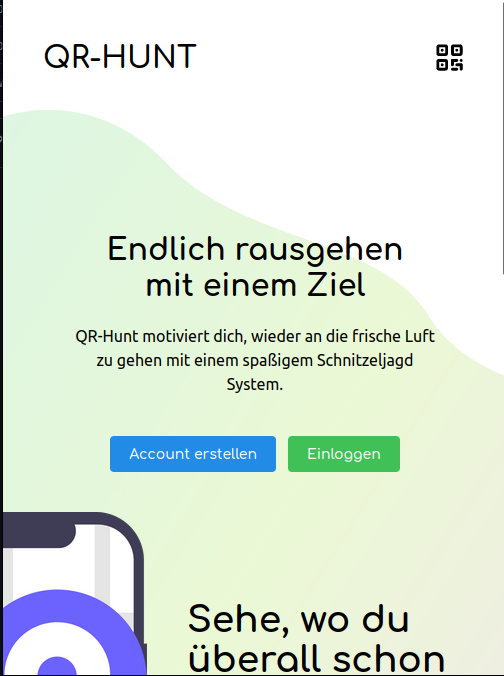 QR-HUNT
Endlich rausgehen
mit einem Ziel
QR-Hunt motiviert dich, wieder an die frische Luft
zu gehen mit einem spaßigem Schnitzeljagd
System.
Account erstellen
Einloggen
Sehe, wo du
überall schon